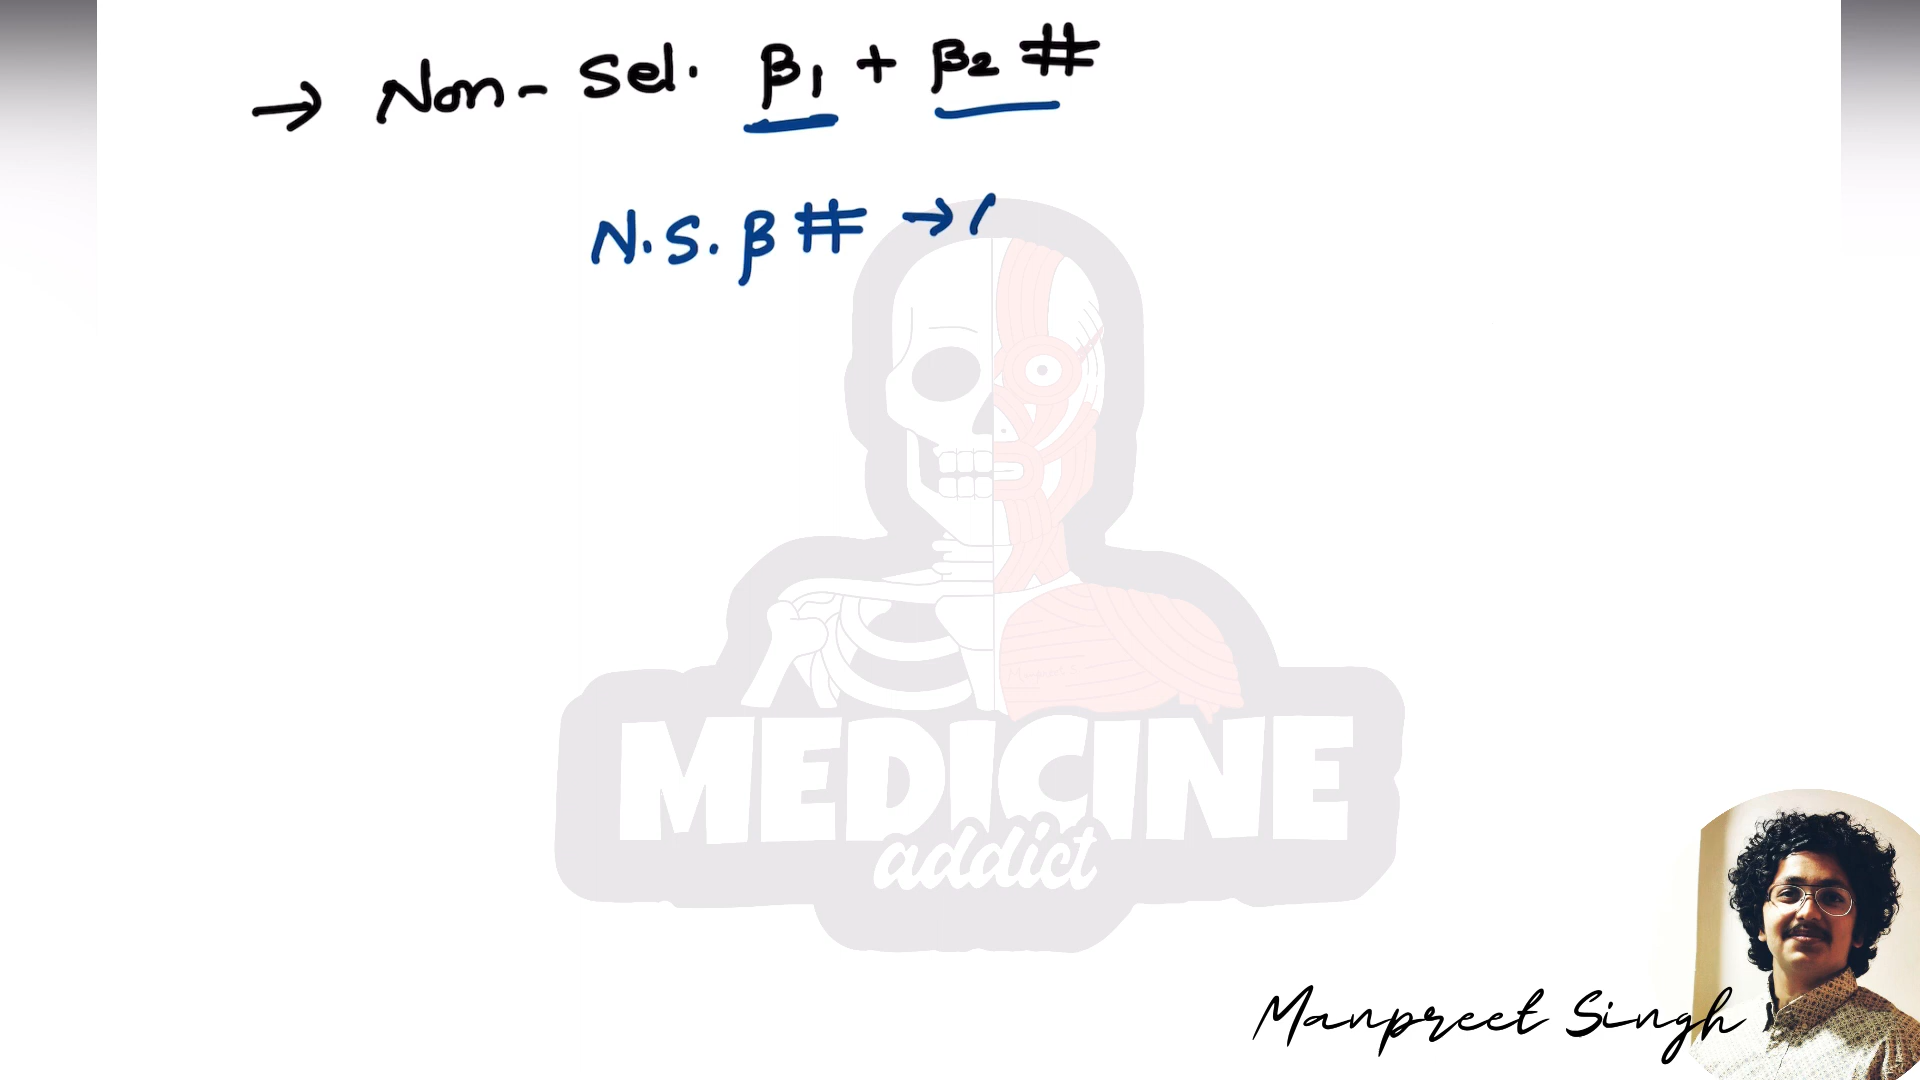 → Non- Sel. β1 + β2 #
N.S. β # →
MEDICINE
addict
Manpreet Singh